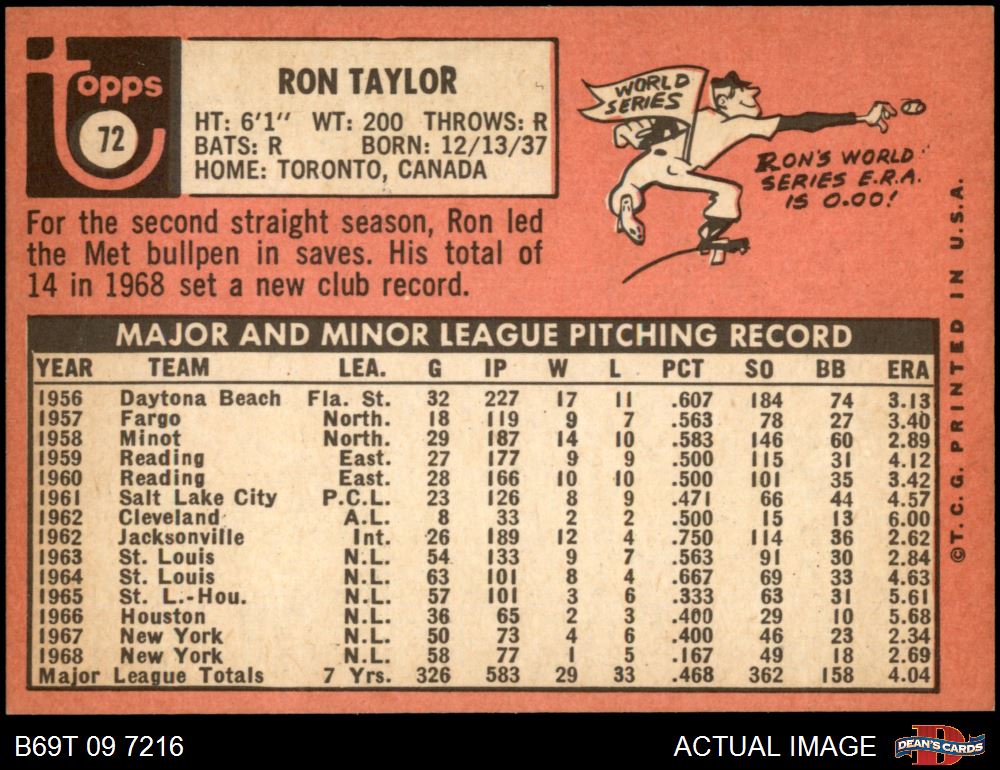 topps
72
RON TAYLOR
HT: 6'1" WT: 200 THROWS: R
BATS: R BORN: 12/13/37
HOME: TORONTO, CANADA
WORLD
SERIES
RON'S WORLD
SERIES E.R.A.
IS 0.00!
For the second straight season, Ron led
the Met bullpen in saves. His total of
14 in 1968 set a new club record.
MAJOR AND MINOR LEAGUE PITCHING RECORD
YEAR TEAM LEA. G IP W L PCT SO BB ERA
1956 Daytona Beach Fla. St. 32 227 17 11 .607 184 74 3.13
1957 Fargo North. 18 119 9 7 .563 78 27 3.40
1958 Minot North. 29 187 14 10 .583 146 60 2.89
1959 Reading East. 27 177 9 9 .500 115 31 4.12
1960 Reading East. 28 166 10 10 .500 101 35 3.42
1961 Salt Lake City P.C.L. 23 126 8 9 .471 66 44 4.57
1962 Cleveland A.L. 8 33 2 2 .500 15 13 6.00
1962 Jacksonville Int. 26 189 12 4 .750 114 36 2.62
1963 St. Louis N.L. 54 133 9 7 .563 91 30 2.84
1964 St. Louis N.L. 63 101 8 4 .667 69 33 4.63
1965 St. L.-Hou. N.L. 57 101 3 6 .333 63 31 5.61
1966 Houston N.L. 36 65 2 3 .400 29 10 5.68
1967 New York N.L. 50 73 4 6 .400 46 23 2.34
1968 New York N.L. 58 77 1 5 .167 49 18 2.69
Major League Totals 7 Yrs. 326 583 29 33 .468 362 158 4.04
©T.C.G. PRINTED IN U.S.A.
B69T 09 7216
ACTUAL IMAGE
D
DEAN'S CARDS